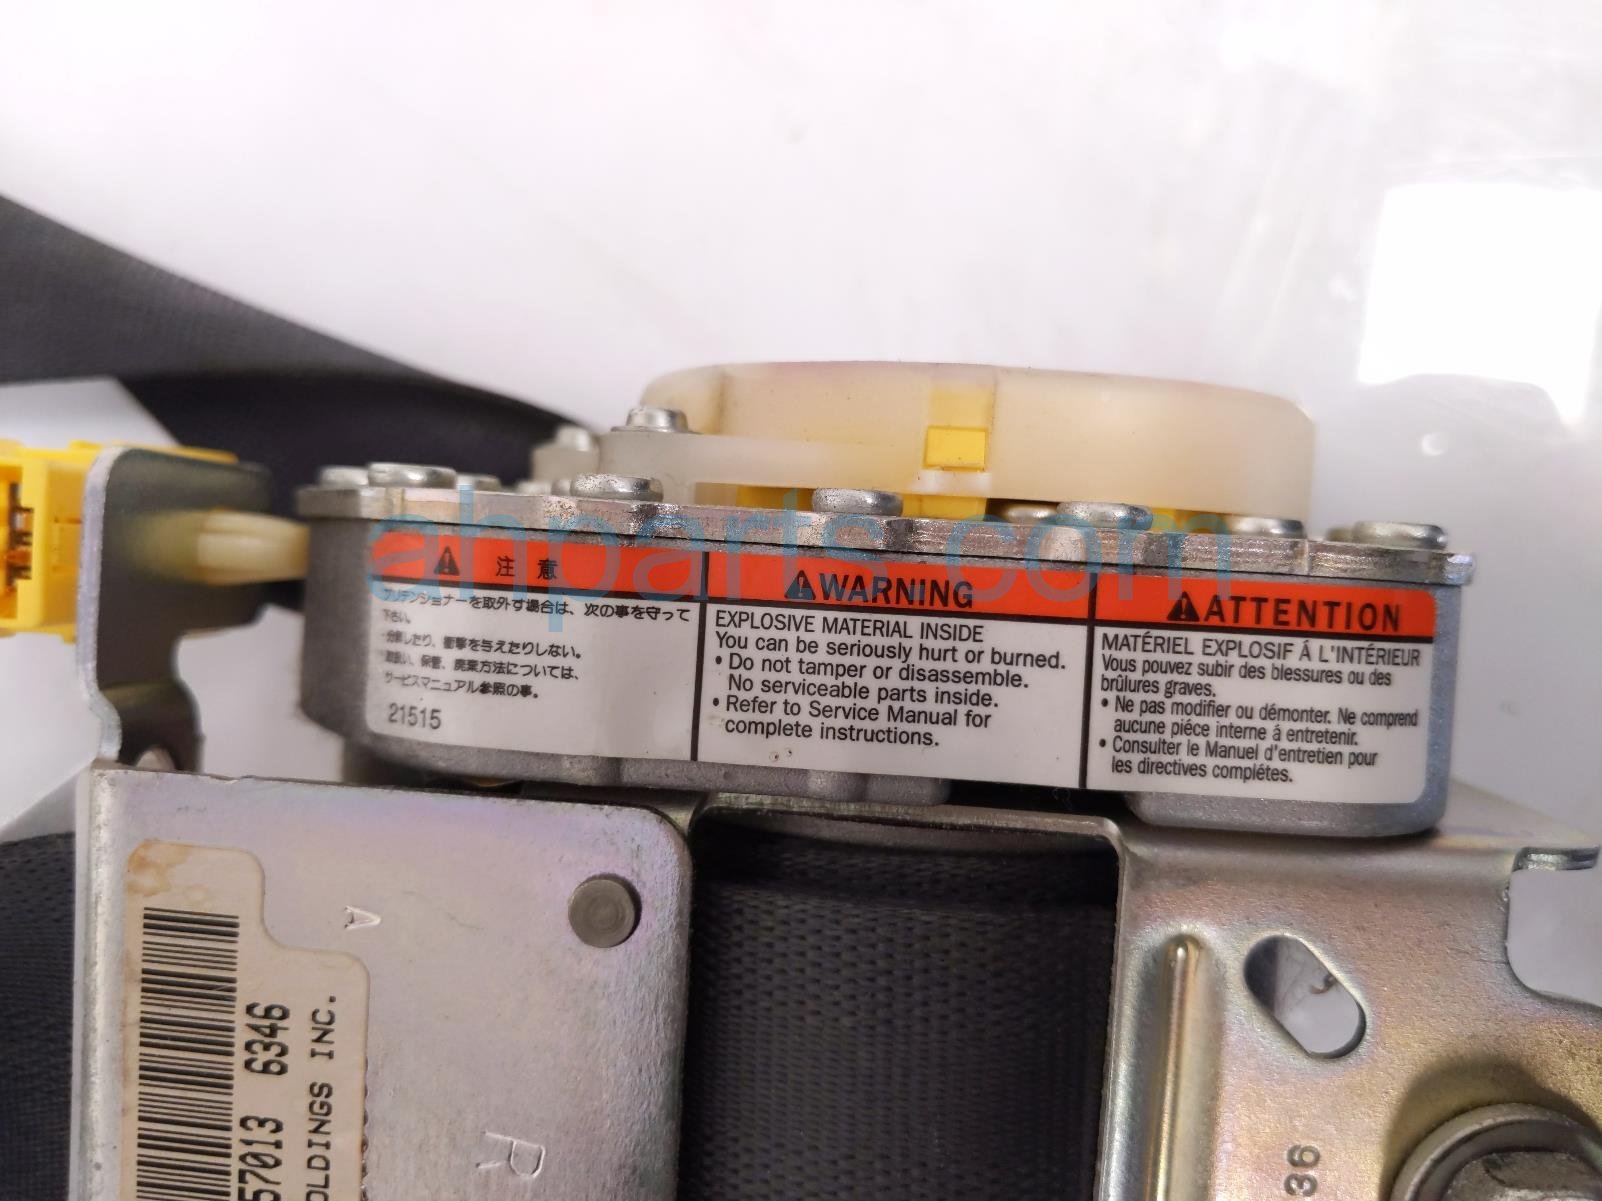 注意
プリテンショナーを取外す場合は、次の事を守って
下さい。
・分解したり、衝撃を与えたりしない。
・取扱い、保管、廃棄方法については、
サービスマニュアル参照の事。
21515
WARNING
EXPLOSIVE MATERIAL INSIDE
You can be seriously hurt or burned.
• Do not tamper or disassemble.
No serviceable parts inside.
• Refer to Service Manual for
complete instructions.
ATTENTION
MATÉRIEL EXPLOSIF Á L'INTÉRIEUR
Vous pouvez subir des blessures ou des
brûlures graves.
• Ne pas modifier ou démonter. Ne comprend
aucune piéce interne á entretenir.
• Consulter le Manuel d'entretien pour
les directives complétes.
ahparts.com
A
R
57013 6346
OLDINGS INC.
36